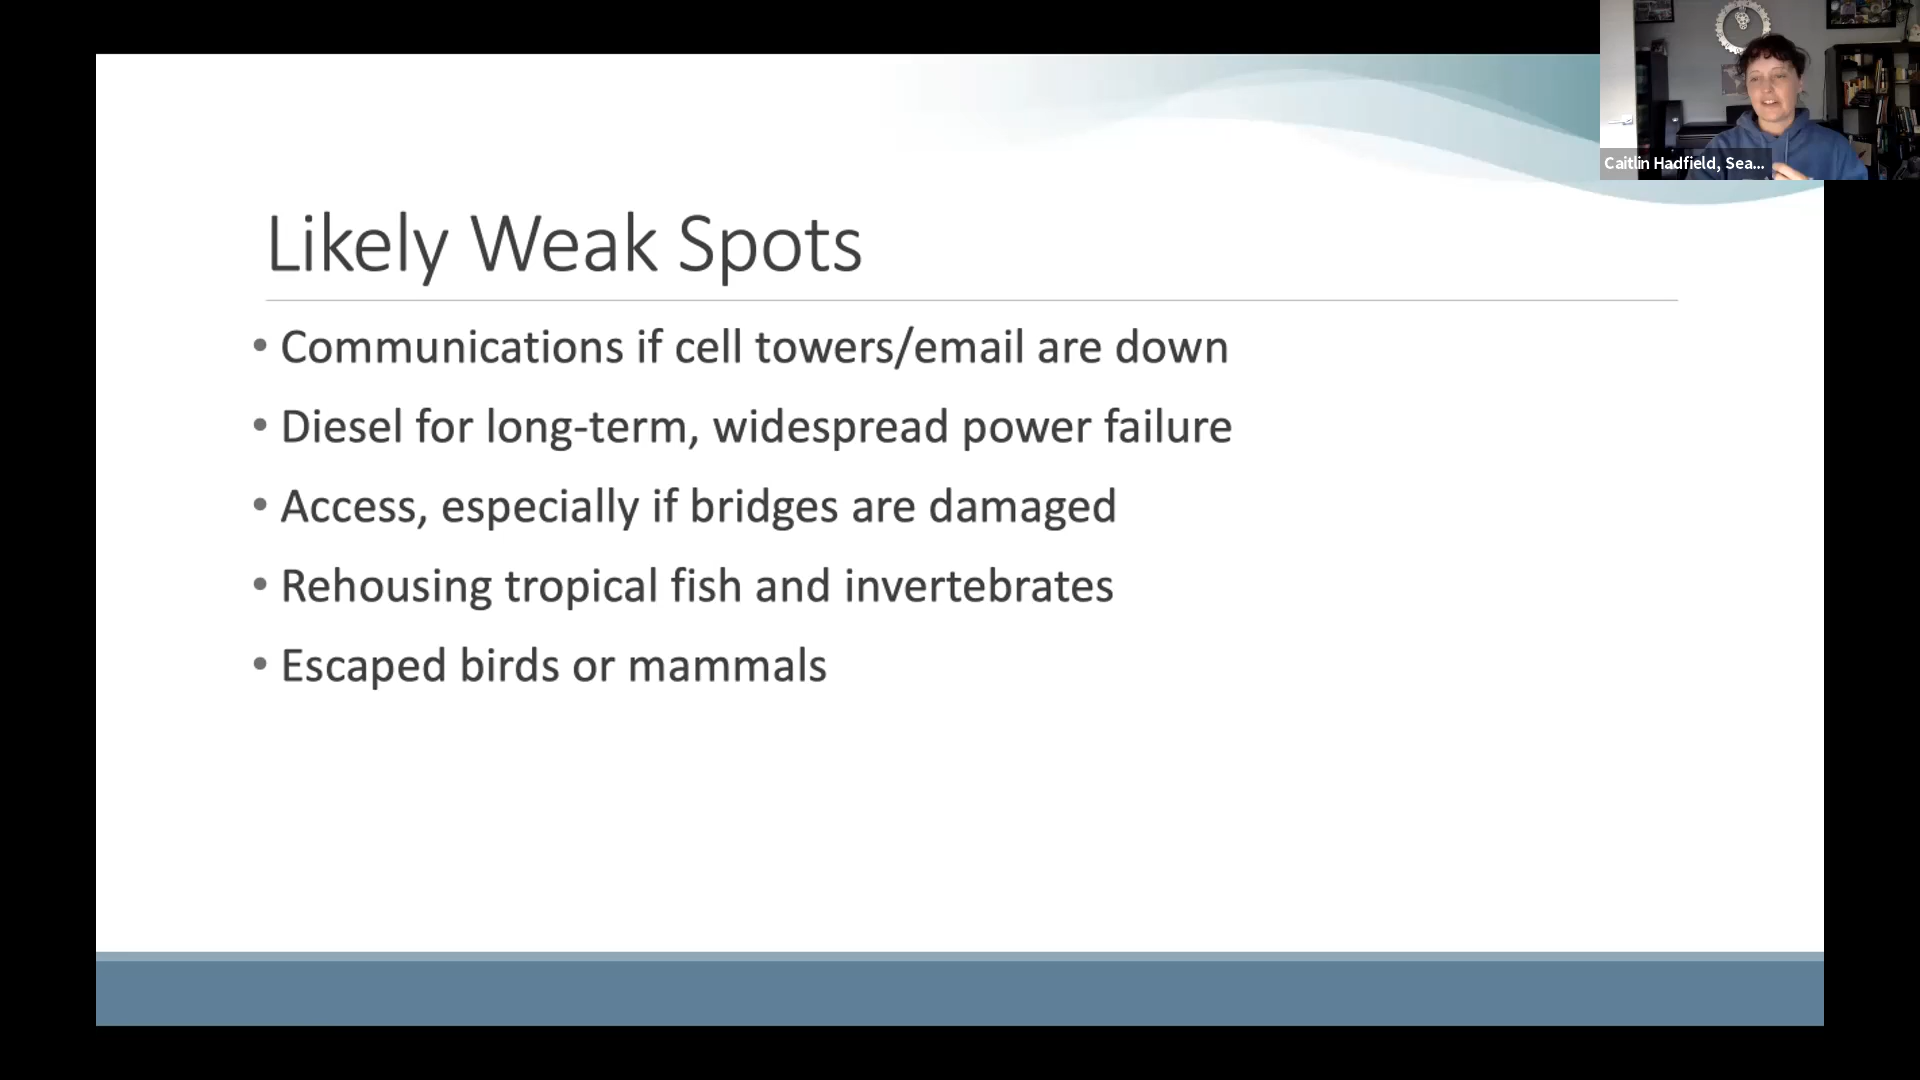 Caitlin Hadfield, Sea...
Likely Weak Spots
• Communications if cell towers/email are down
• Diesel for long-term, widespread power failure
• Access, especially if bridges are damaged
• Rehousing tropical fish and invertebrates
• Escaped birds or mammals